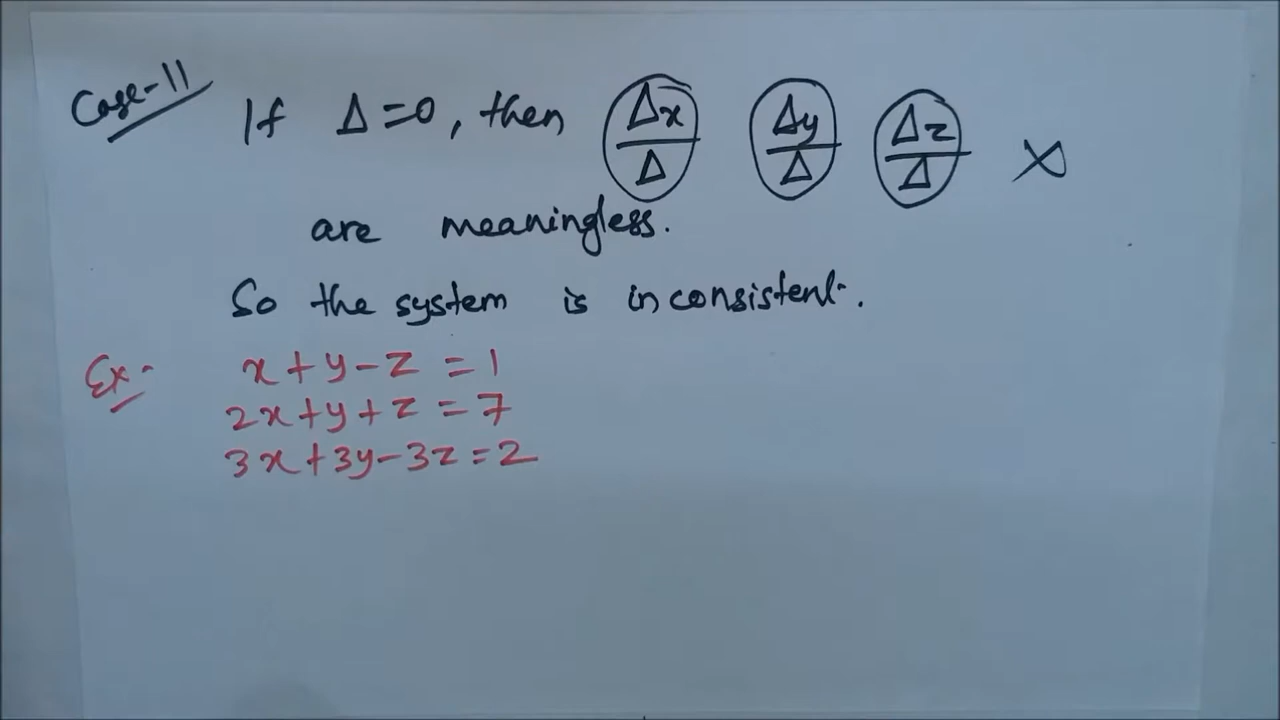 Case-II If Δ=0, then Δx/Δ Δy/Δ Δz/Δ ×
are meaningless.
So the system is inconsistent.
Ex- x+y-z=1
2x+y+z=7
3x+3y-3z=2